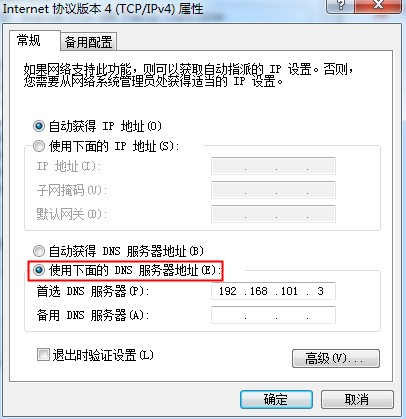 Internet 协议版本 4 (TCP/IPv4) 属性
常规 备用配置
如果网络支持此功能，则可以获取自动指派的 IP 设置。否则，
您需要从网络系统管理员处获得适当的 IP 设置。
自动获得 IP 地址(O)
使用下面的 IP 地址(S):
IP 地址(I):
子网掩码(U):
默认网关(D):
自动获得 DNS 服务器地址(B)
使用下面的 DNS 服务器地址(E):
首选 DNS 服务器(P): 192 .168 .101 . 3
备用 DNS 服务器(A):
退出时验证设置(L)
高级(V)...
确定 取消